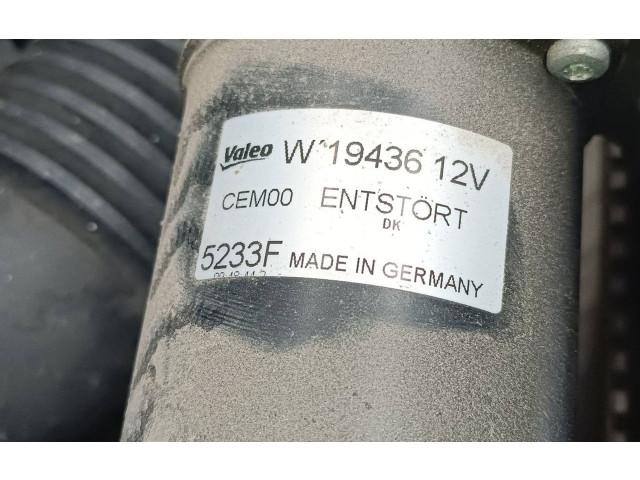 Valeo W 19436 12V
CEM00 ENTSTÖRT
DK
5233F MADE IN GERMANY